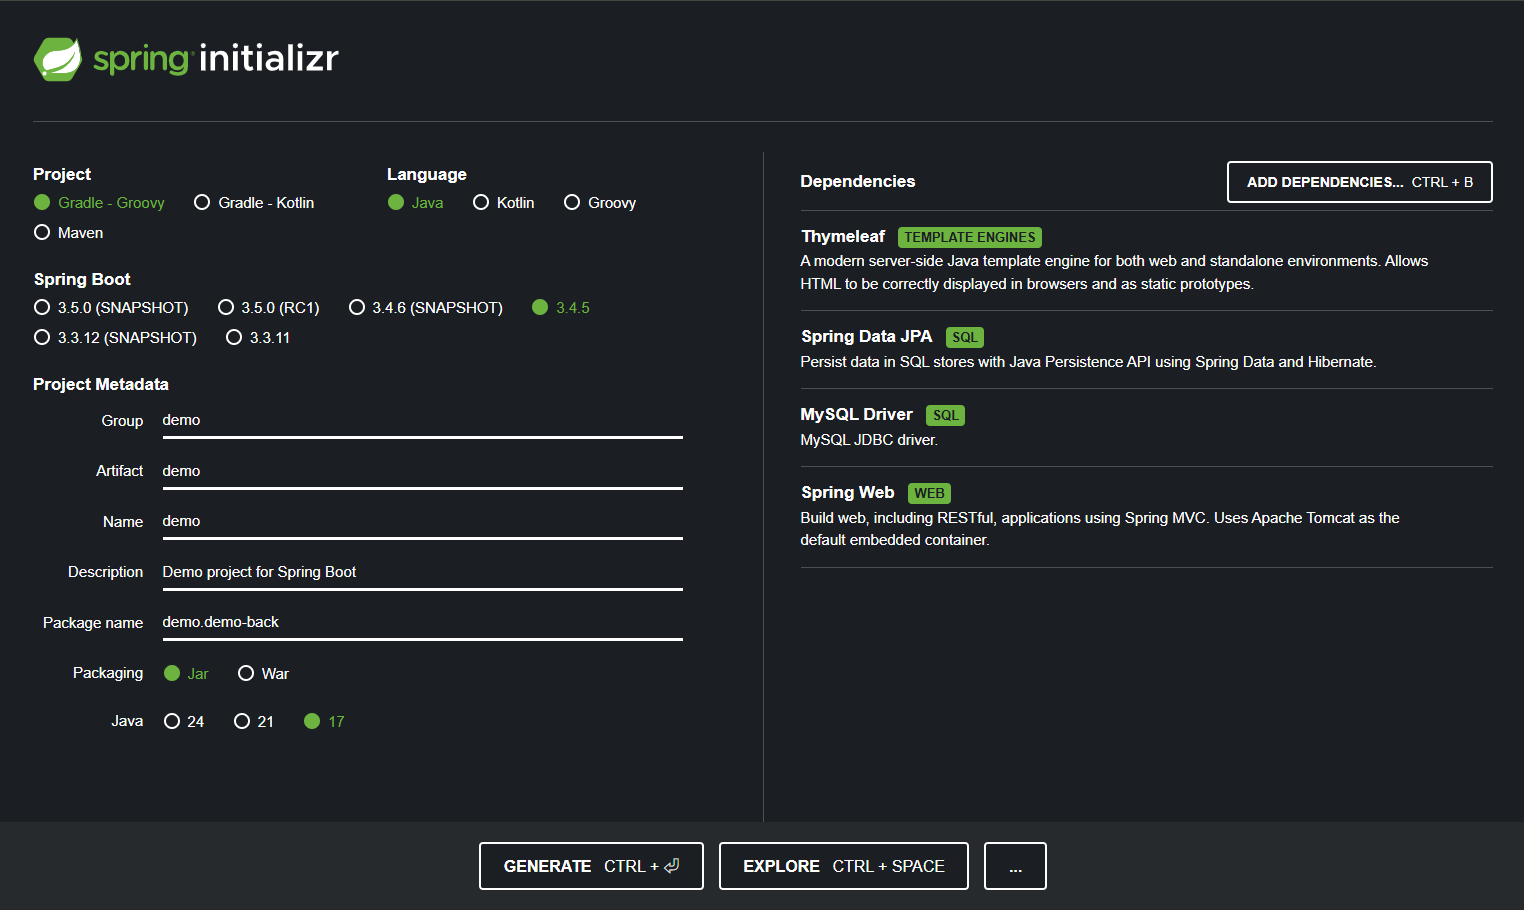 spring initializr
Project
Gradle - Groovy
Gradle - Kotlin
Maven
Language
Java
Kotlin
Groovy
Spring Boot
3.5.0 (SNAPSHOT)
3.5.0 (RC1)
3.4.6 (SNAPSHOT)
3.4.5
3.3.12 (SNAPSHOT)
3.3.11
Project Metadata
Group demo
Artifact demo
Name demo
Description Demo project for Spring Boot
Package name demo.demo-back
Packaging Jar War
Java 24 21 17
Dependencies
ADD DEPENDENCIES... CTRL + B
Thymeleaf TEMPLATE ENGINES
A modern server-side Java template engine for both web and standalone environments. Allows
HTML to be correctly displayed in browsers and as static prototypes.
Spring Data JPA SQL
Persist data in SQL stores with Java Persistence API using Spring Data and Hibernate.
MySQL Driver SQL
MySQL JDBC driver.
Spring Web WEB
Build web, including RESTful, applications using Spring MVC. Uses Apache Tomcat as the
default embedded container.
GENERATE CTRL + ⏎
EXPLORE CTRL + SPACE
...